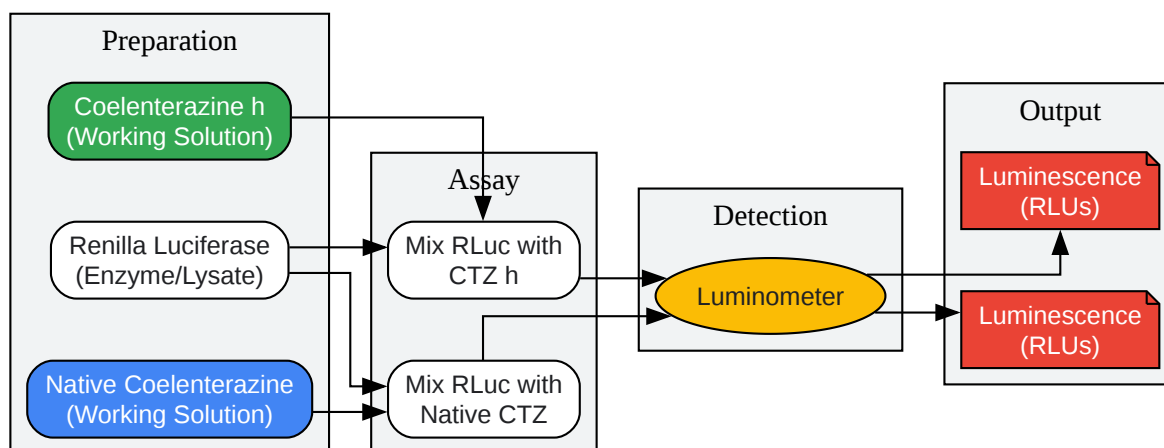 Preparation
Coelenterazine h
(Working Solution)
Renilla Luciferase
(Enzyme/Lysate)
Native Coelenterazine
(Working Solution)
Assay
Mix RLuc with
CTZ h
Mix RLuc with
Native CTZ
Detection
Luminometer
Output
Luminescence
(RLUs)
Luminescence
(RLUs)